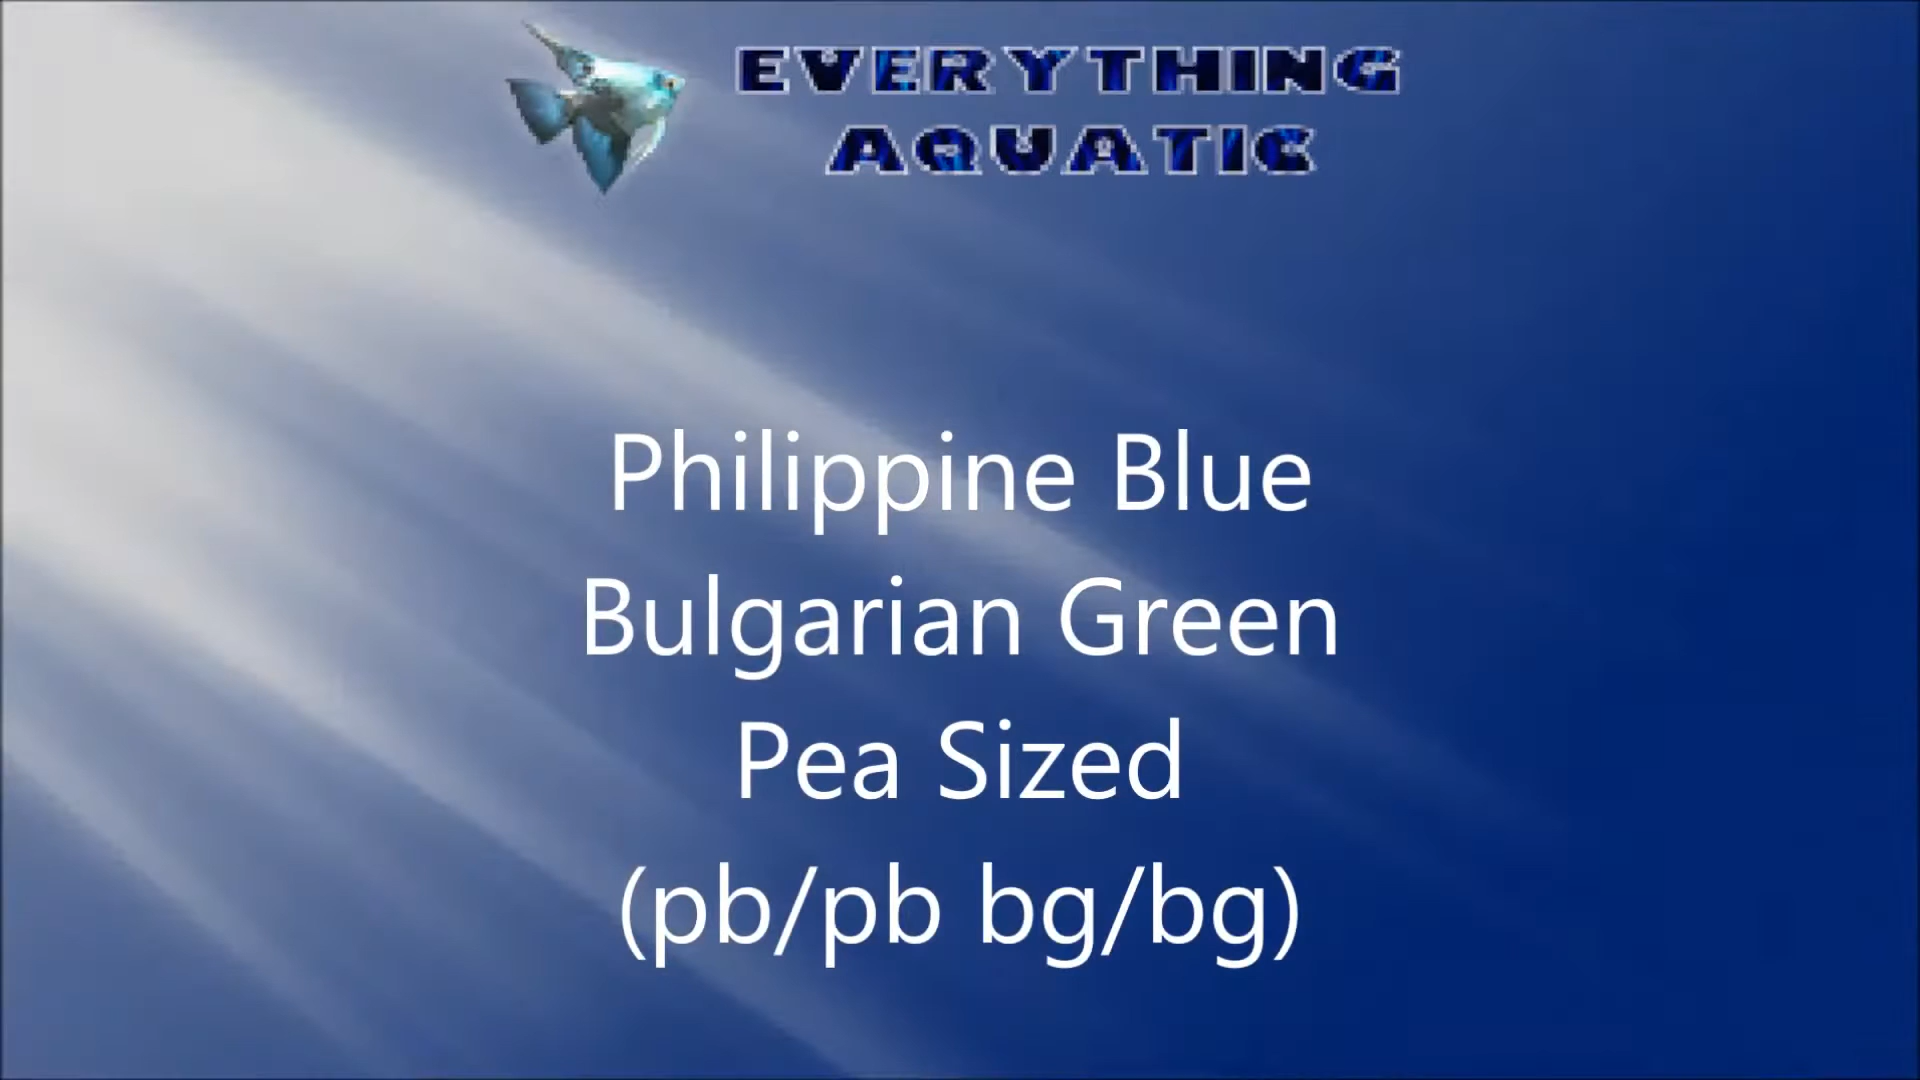 EVERYTHING
AQUATIC
Philippine Blue
Bulgarian Green
Pea Sized
(pb/pb bg/bg)